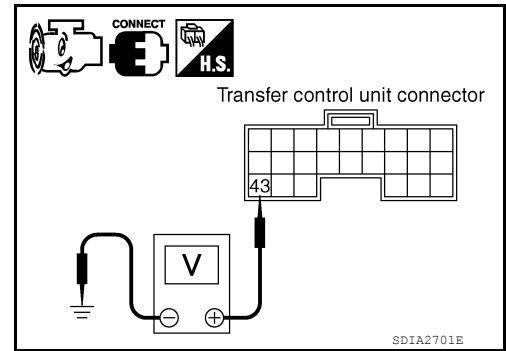 CONNECT
H.S.
Transfer control unit connector
43
V
− +
SDIA2701E